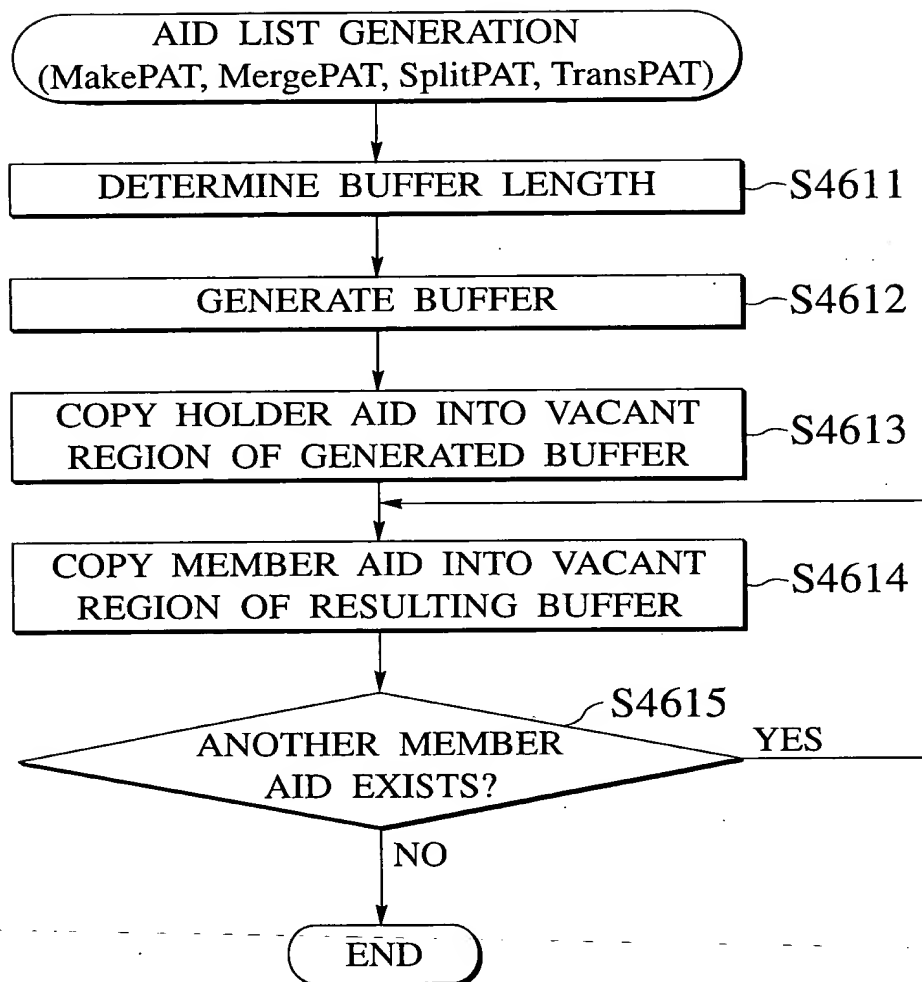 AID LIST GENERATION
(MakePAT, MergePAT, SplitPAT, TransPAT)
DETERMINE BUFFER LENGTH
S4611
GENERATE BUFFER
S4612
COPY HOLDER AID INTO VACANT
REGION OF GENERATED BUFFER
S4613
COPY MEMBER AID INTO VACANT
REGION OF RESULTING BUFFER
S4614
S4615
ANOTHER MEMBER
AID EXISTS?
YES
NO
END